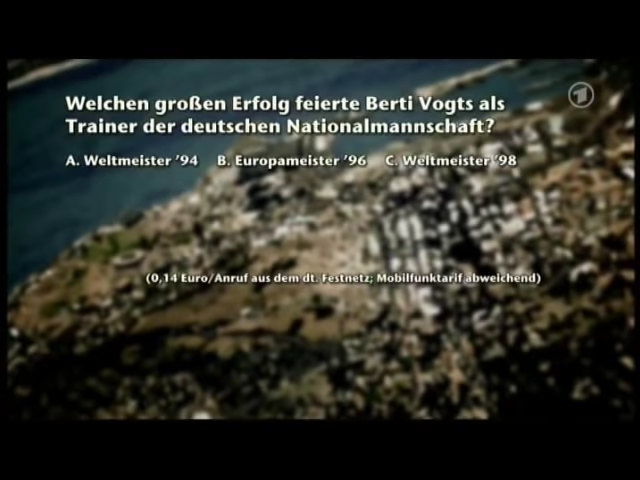 Welchen großen Erfolg feierte Berti Vogts als
Trainer der deutschen Nationalmannschaft?
A. Weltmeister '94 B. Europameister '96 C. Weltmeister '98
(0,14 Euro/Anruf aus dem dt. Festnetz; Mobilfunktarif abweichend)